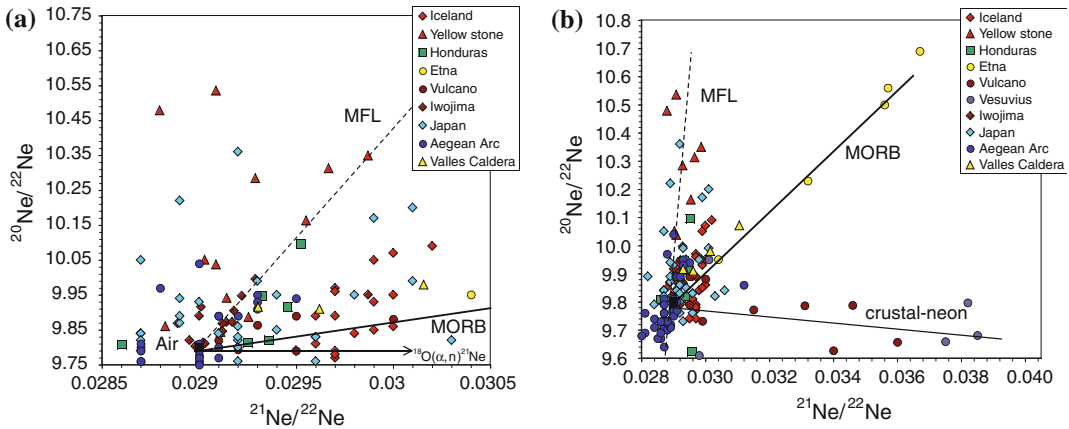 (a)
10.75
10.65
10.55
10.45
10.35
10.25
10.15
10.05
9.95
9.85
9.75
²⁰Ne/²²Ne
0.0285
0.029
0.0295
0.03
0.0305
²¹Ne/²²Ne
MFL
MORB
Air
¹⁸O(α,n)²¹Ne
Iceland
Yellow stone
Honduras
Etna
Vulcano
Iwojima
Japan
Aegean Arc
Valles Caldera
(b)
10.8
10.7
10.6
10.5
10.4
10.3
10.2
10.1
10.0
9.9
9.8
9.7
9.6
²⁰Ne/²²Ne
0.028
0.030
0.032
0.034
0.036
0.038
0.040
²¹Ne/²²Ne
MFL
MORB
crustal-neon
Iceland
Yellow stone
Honduras
Etna
Vulcano
Vesuvius
Iwojima
Japan
Aegean Arc
Valles Caldera